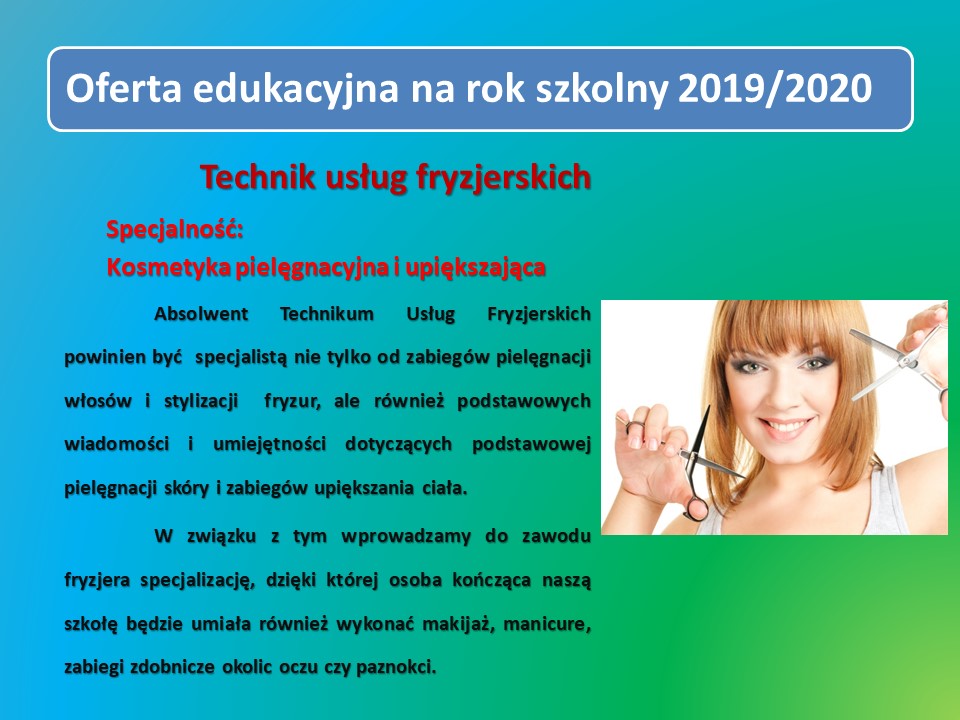 Oferta edukacyjna na rok szkolny 2019/2020
Technik usług fryzjerskich
Specjalność:
Kosmetyka pielęgnacyjna i upiększająca
Absolwent Technikum Usług Fryzjerskich
powinien być specjalistą nie tylko od zabiegów pielęgnacji
włosów i stylizacji fryzur, ale również podstawowych
wiadomości i umiejętności dotyczących podstawowej
pielęgnacji skóry i zabiegów upiększania ciała.
W związku z tym wprowadzamy do zawodu
fryzjera specjalizację, dzięki której osoba kończąca naszą
szkołę będzie umiała również wykonać makijaż, manicure,
zabiegi zdobnicze okolic oczu czy paznokci.